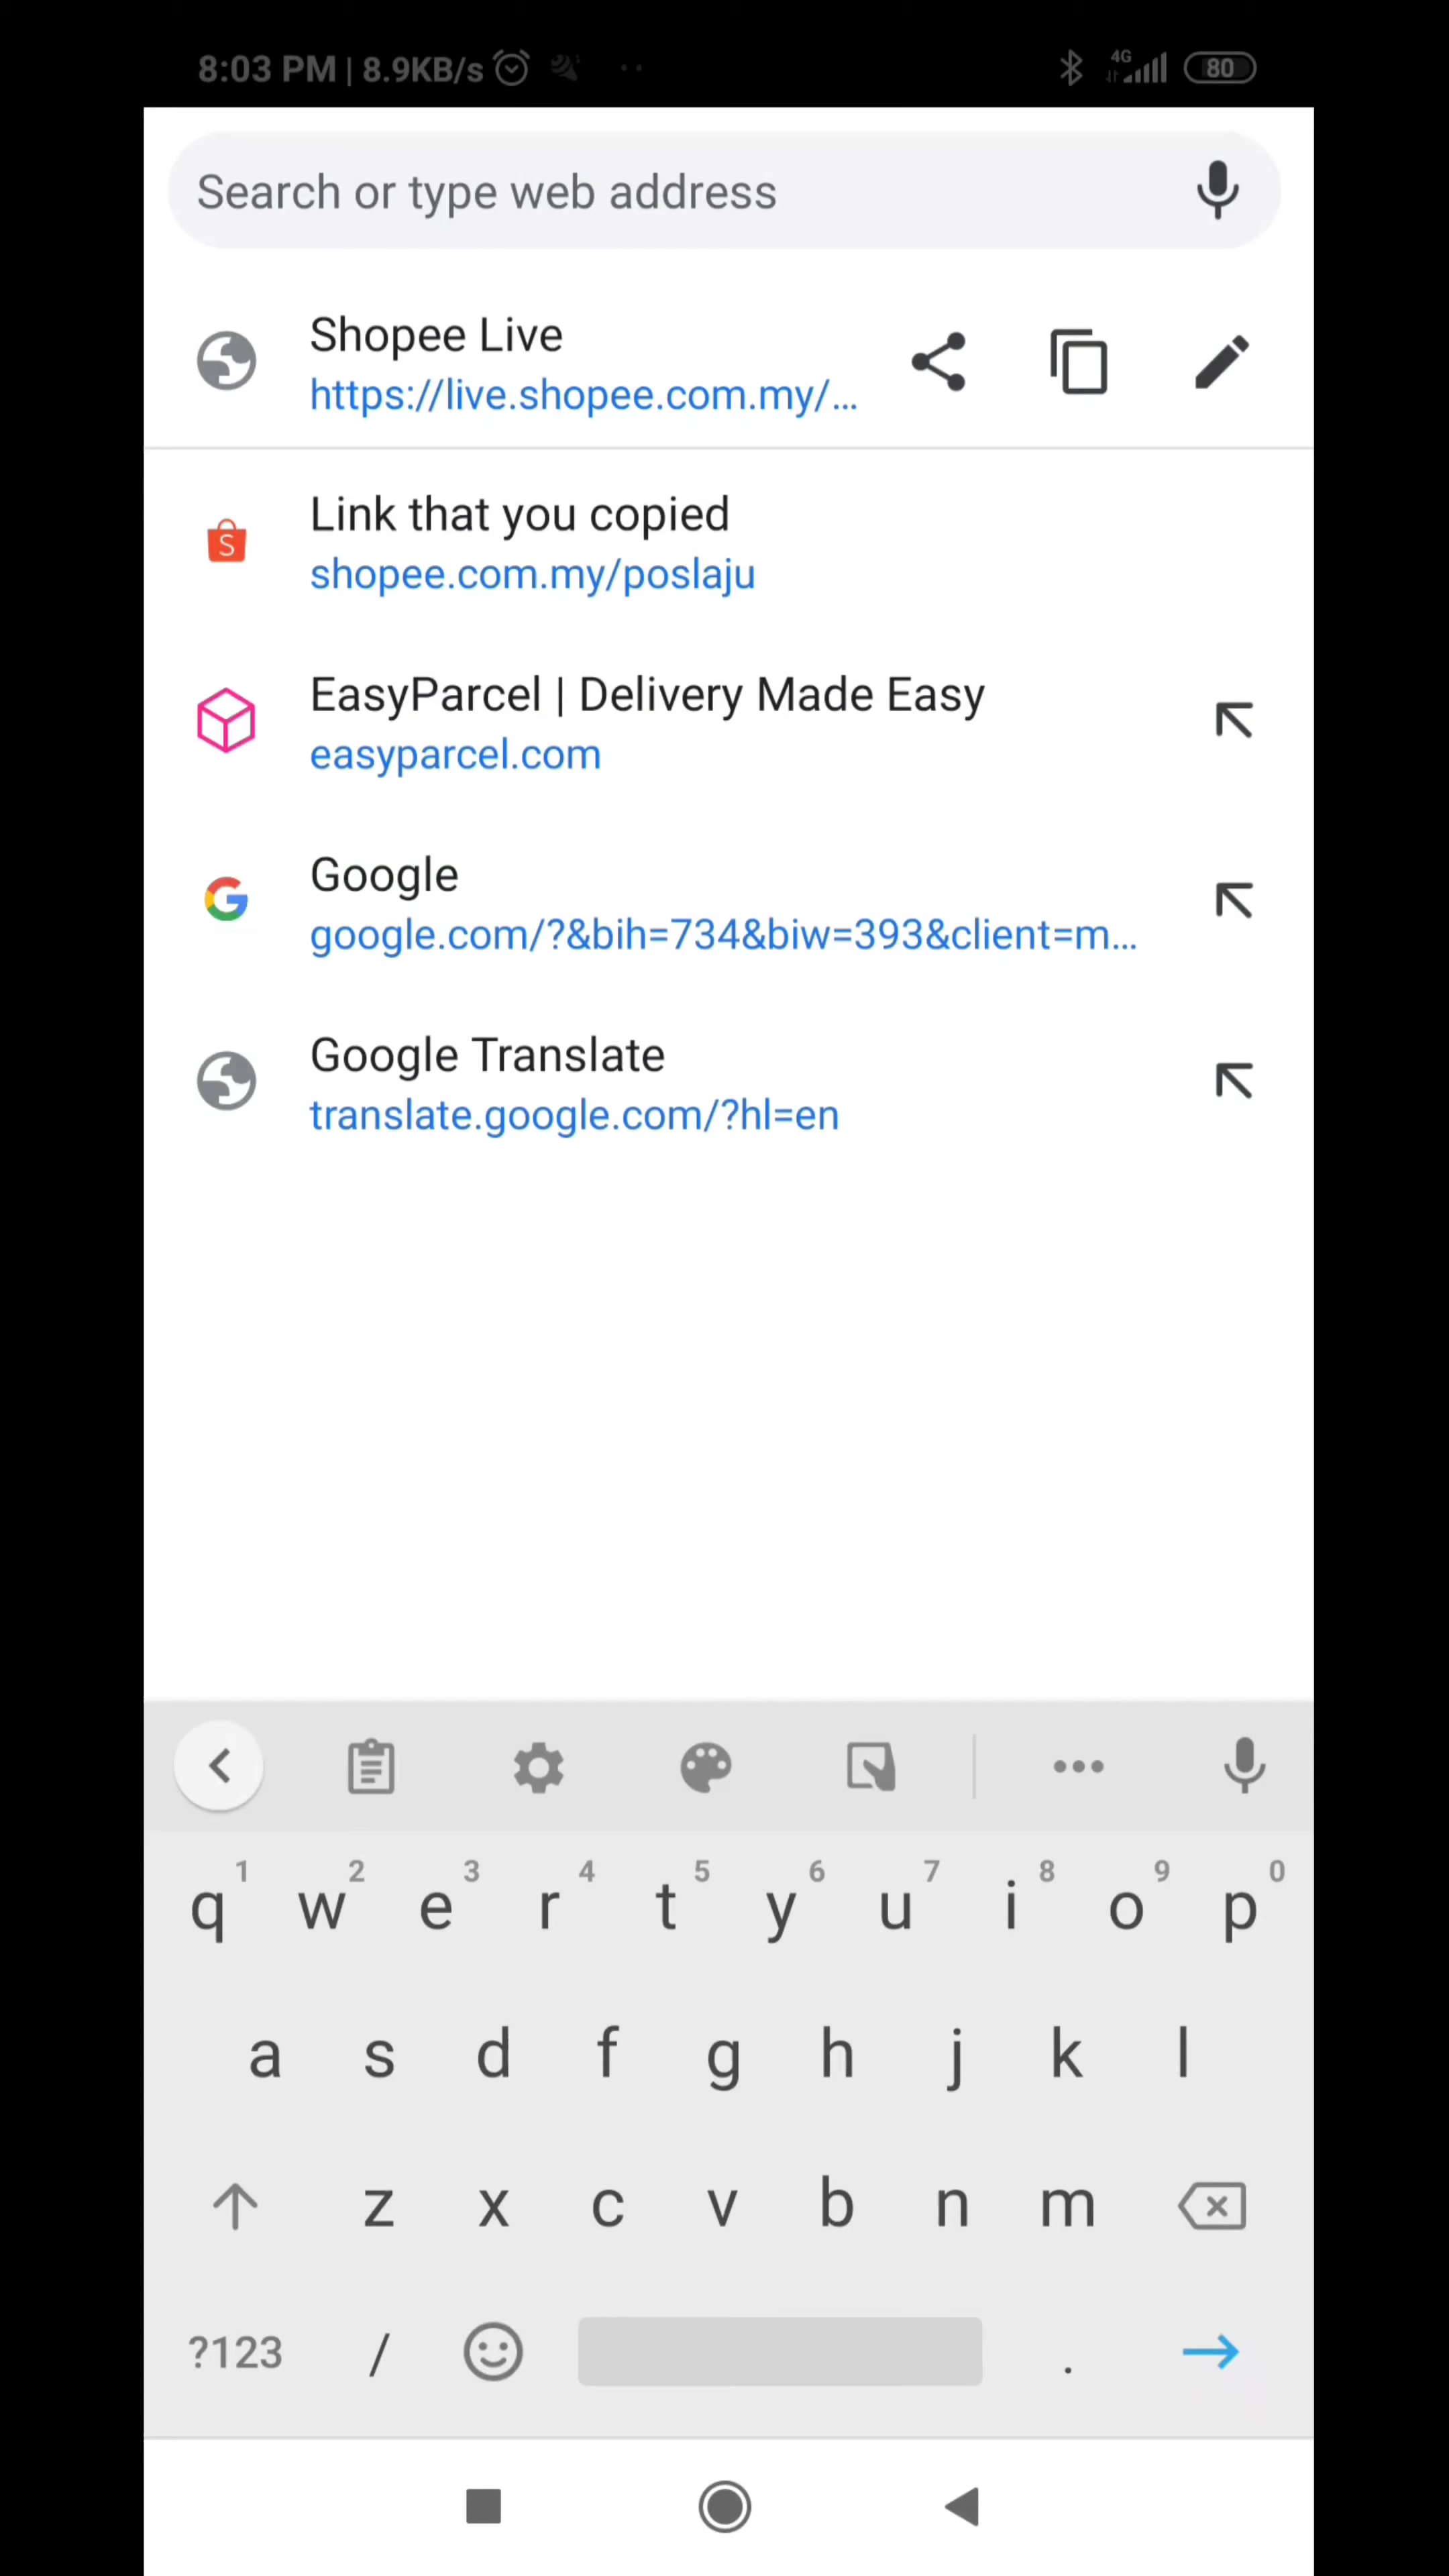 8:03 PM | 8.9KB/s
4G
80
Search or type web address
Shopee Live
https://live.shopee.com.my/...
Link that you copied
shopee.com.my/poslaju
S
EasyParcel | Delivery Made Easy
easyparcel.com
Google
google.com/?&bih=734&biw=393&client=m...
G
Google Translate
translate.google.com/?hl=en
1 2 3 4 5 6 7 8 9 0
q w e r t y u i o p
a s d f g h j k l
z x c v b n m
?123 / .